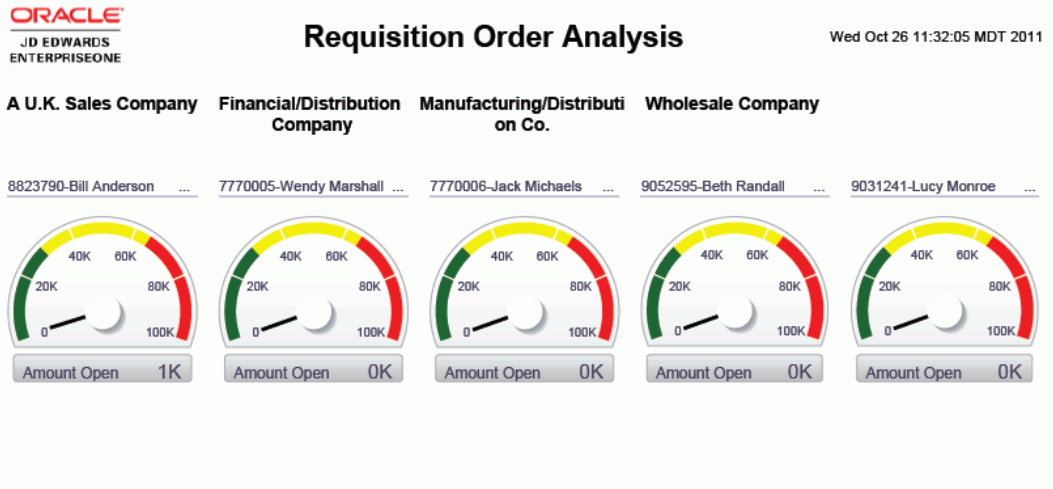 ORACLE
JD EDWARDS
ENTERPRISEONE
Requisition Order Analysis
Wed Oct 26 11:32:05 MDT 2011
A U.K. Sales Company
Financial/Distribution
Company
Manufacturing/Distributi
on Co.
Wholesale Company
8823790-Bill Anderson ...
7770005-Wendy Marshall ...
7770006-Jack Michaels ...
9052595-Beth Randall ...
9031241-Lucy Monroe ...
40K 60K
20K 80K
0 100K
Amount Open 1K
40K 60K
20K 80K
0 100K
Amount Open 0K
40K 60K
20K 80K
0 100K
Amount Open 0K
40K 60K
20K 80K
0 100K
Amount Open 0K
40K 60K
20K 80K
0 100K
Amount Open 0K